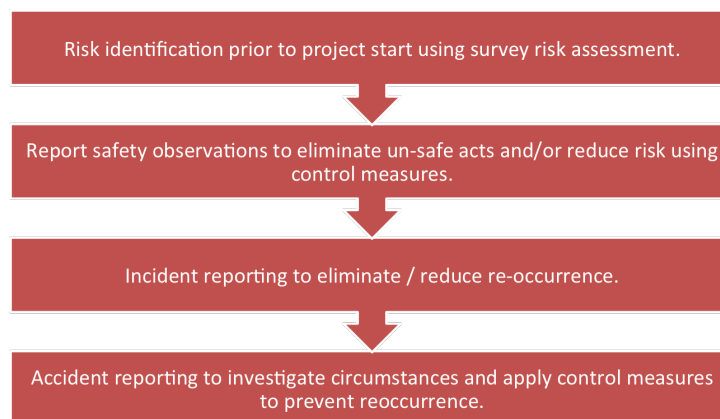 Risk identification prior to project start using survey risk assessment.
Report safety observations to eliminate un-safe acts and/or reduce risk using
control measures.
Incident reporting to eliminate / reduce re-occurrence.
Accident reporting to investigate circumstances and apply control measures
to prevent reoccurrence.